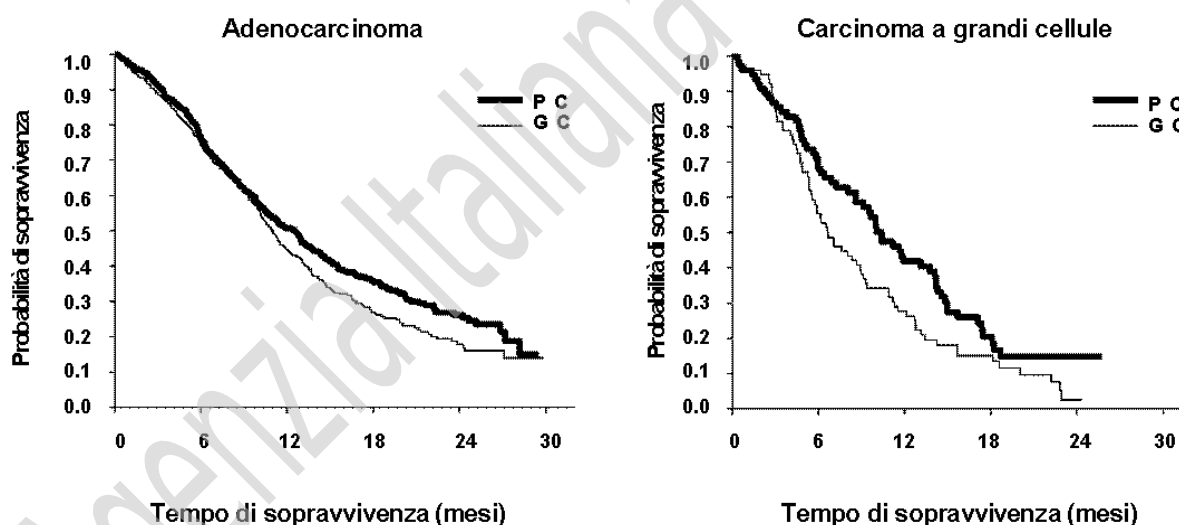 Adenocarcinoma
Probabilità di sopravvivenza
1.0
0.9
0.8
0.7
0.6
0.5
0.4
0.3
0.2
0.1
0.0
P C
G C
0 6 12 18 24 30
Tempo di sopravvivenza (mesi)
Carcinoma a grandi cellule
Probabilità di sopravvivenza
1.0
0.9
0.8
0.7
0.6
0.5
0.4
0.3
0.2
0.1
0.0
P C
G C
0 6 12 18 24 30
Tempo di sopravvivenza (mesi)
genziaItaliana